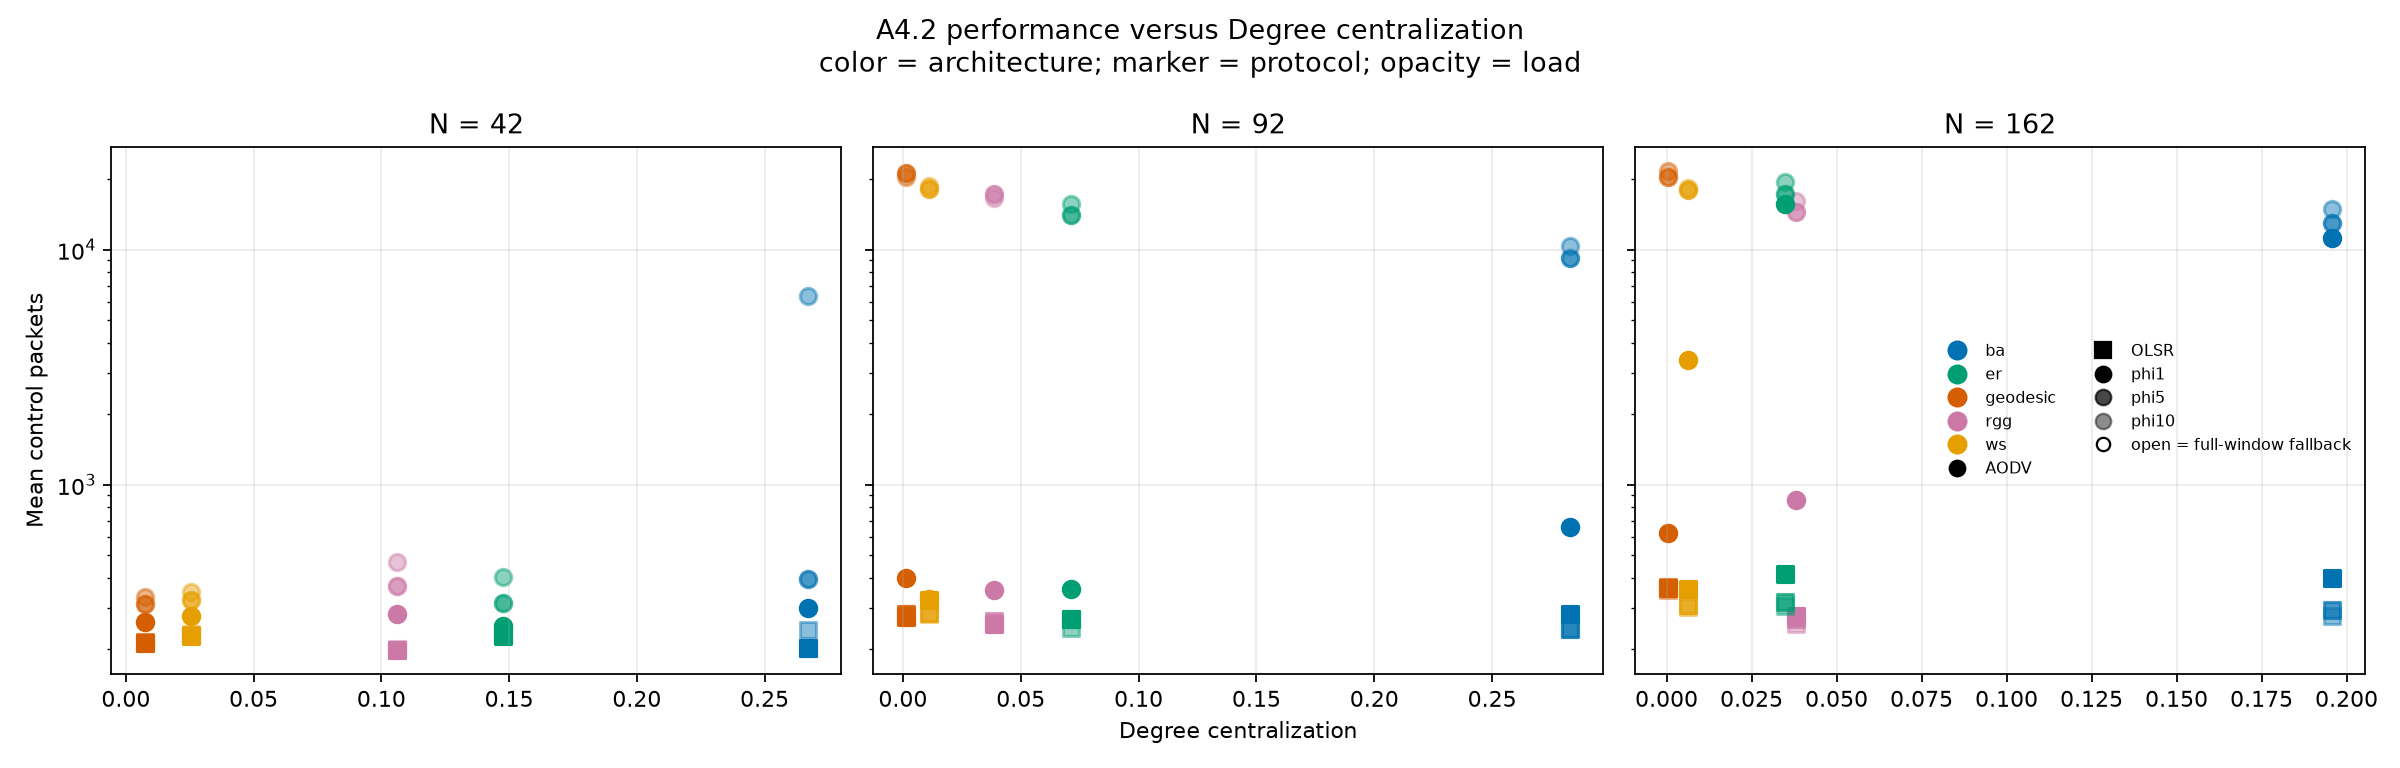 A4.2 performance versus Degree centralization
color = architecture; marker = protocol; opacity = load
N = 42
N = 92
N = 162
Mean control packets
10^4
10^3
0.00 0.05 0.10 0.15 0.20 0.25
0.00 0.05 0.10 0.15 0.20 0.25
0.000 0.025 0.050 0.075 0.100 0.125 0.150 0.175 0.200
Degree centralization
ba
er
geodesic
rgg
ws
AODV
OLSR
phi1
phi5
phi10
open = full-window fallback